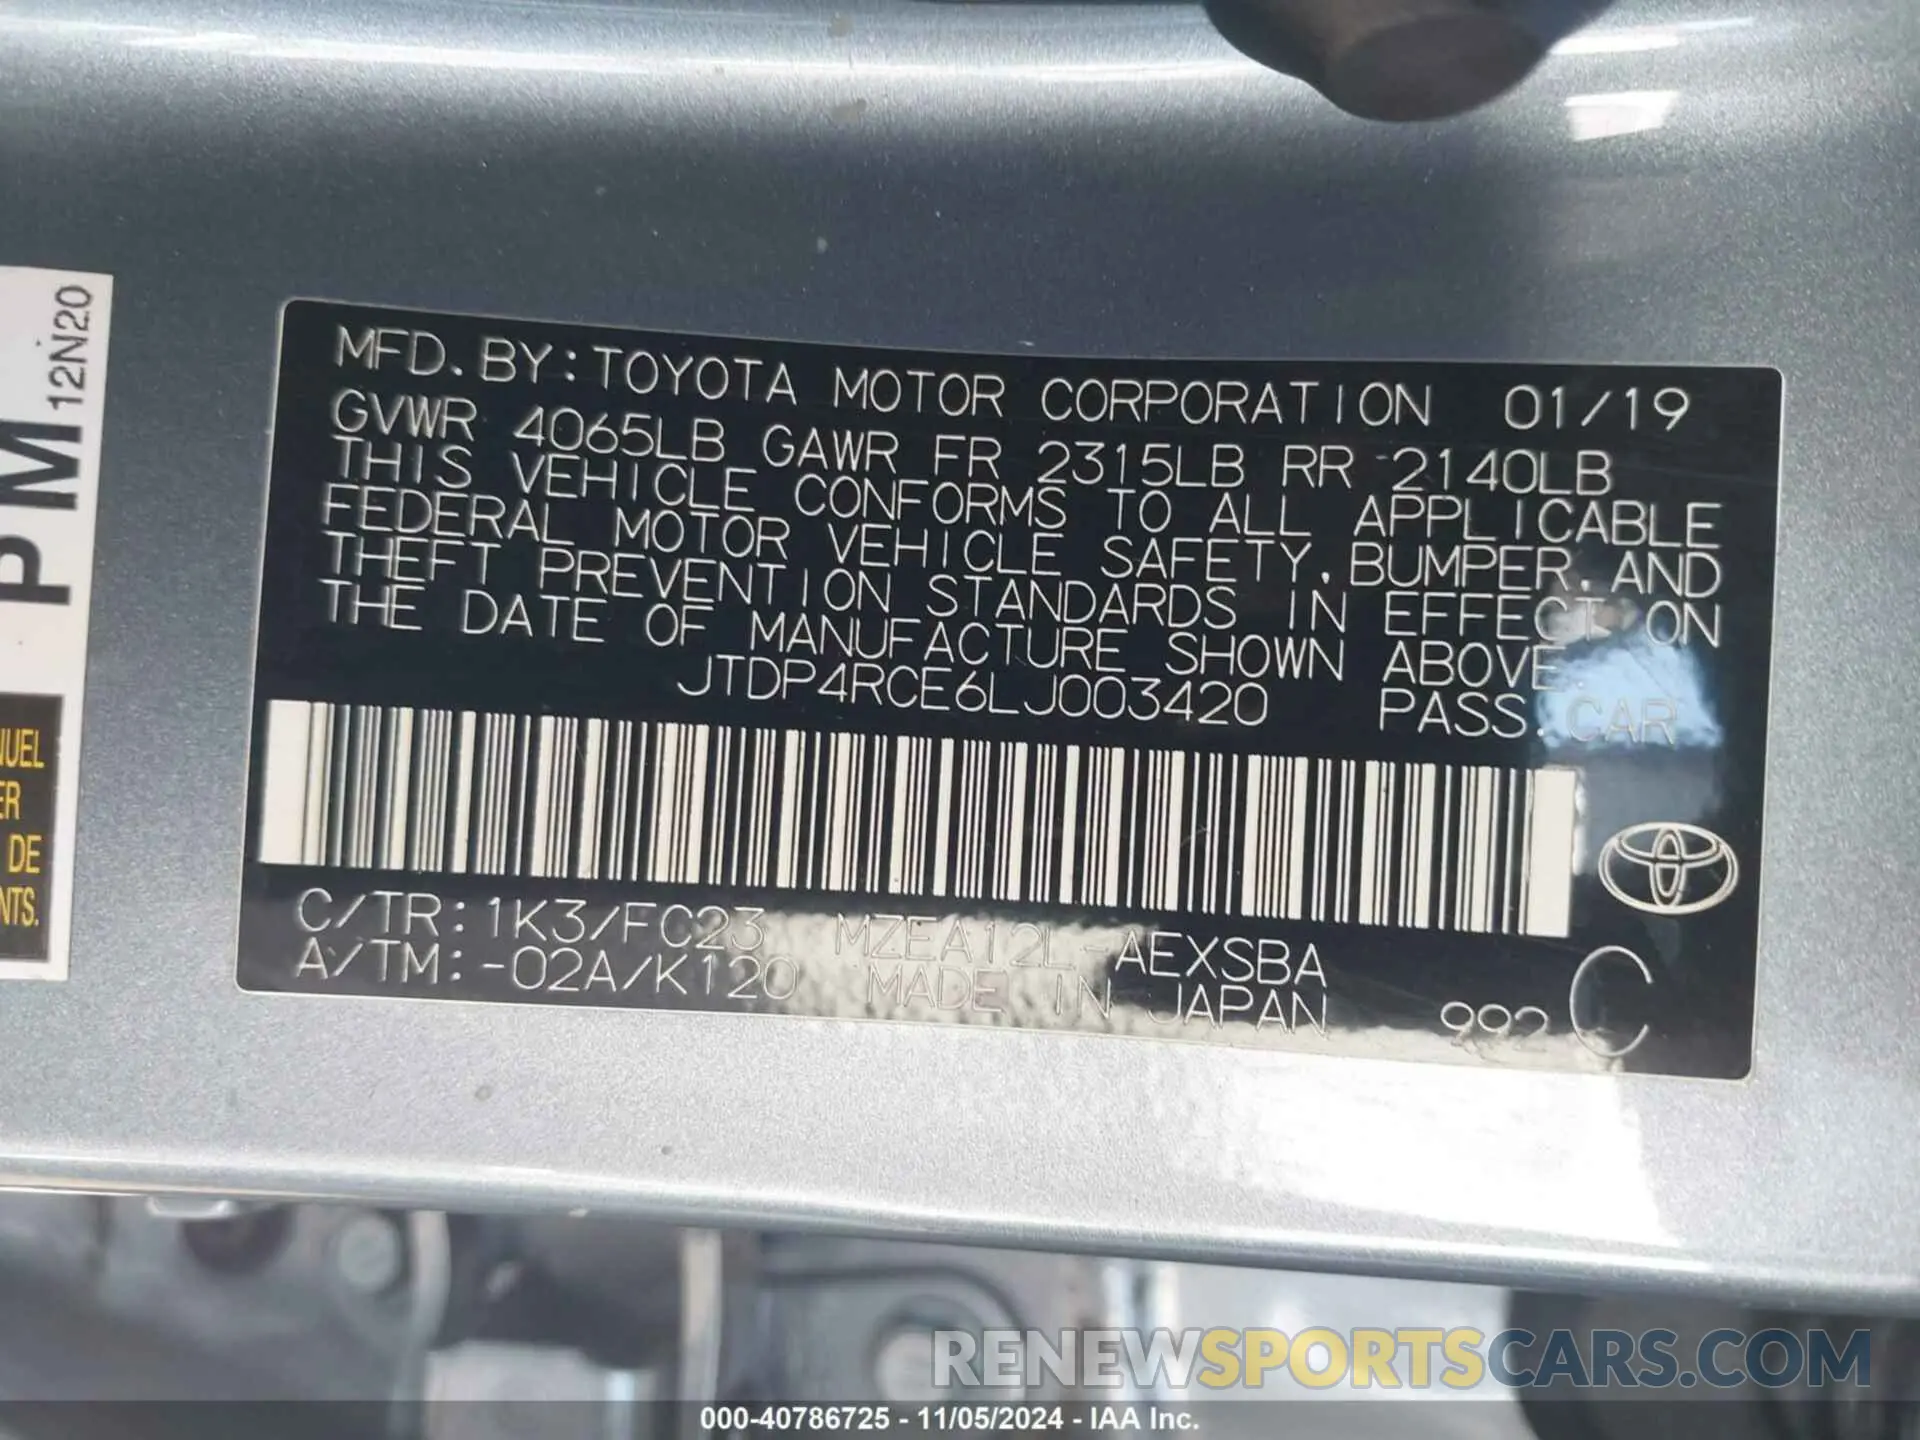 MFD. BY: TOYOTA MOTOR CORPORATION 01/19
GVWR 4065LB GAWR FR 2315LB RR 2140LB
THIS VEHICLE CONFORMS TO ALL APPLICABLE
FEDERAL MOTOR VEHICLE SAFETY, BUMPER, AND
THEFT PREVENTION STANDARDS IN EFFECT ON
THE DATE OF MANUFACTURE SHOWN ABOVE.
JTDP4RCE6LJ003420 PASS. CAR
C/TR: 1K3/FC23 MZEA12L-AEXSBA
A/TM: -02A/K120 MADE IN JAPAN 992 C
PM
12N20
DE
RENEWSPORTSCARS.COM
000-40786725 - 11/05/2024 - IAA Inc.